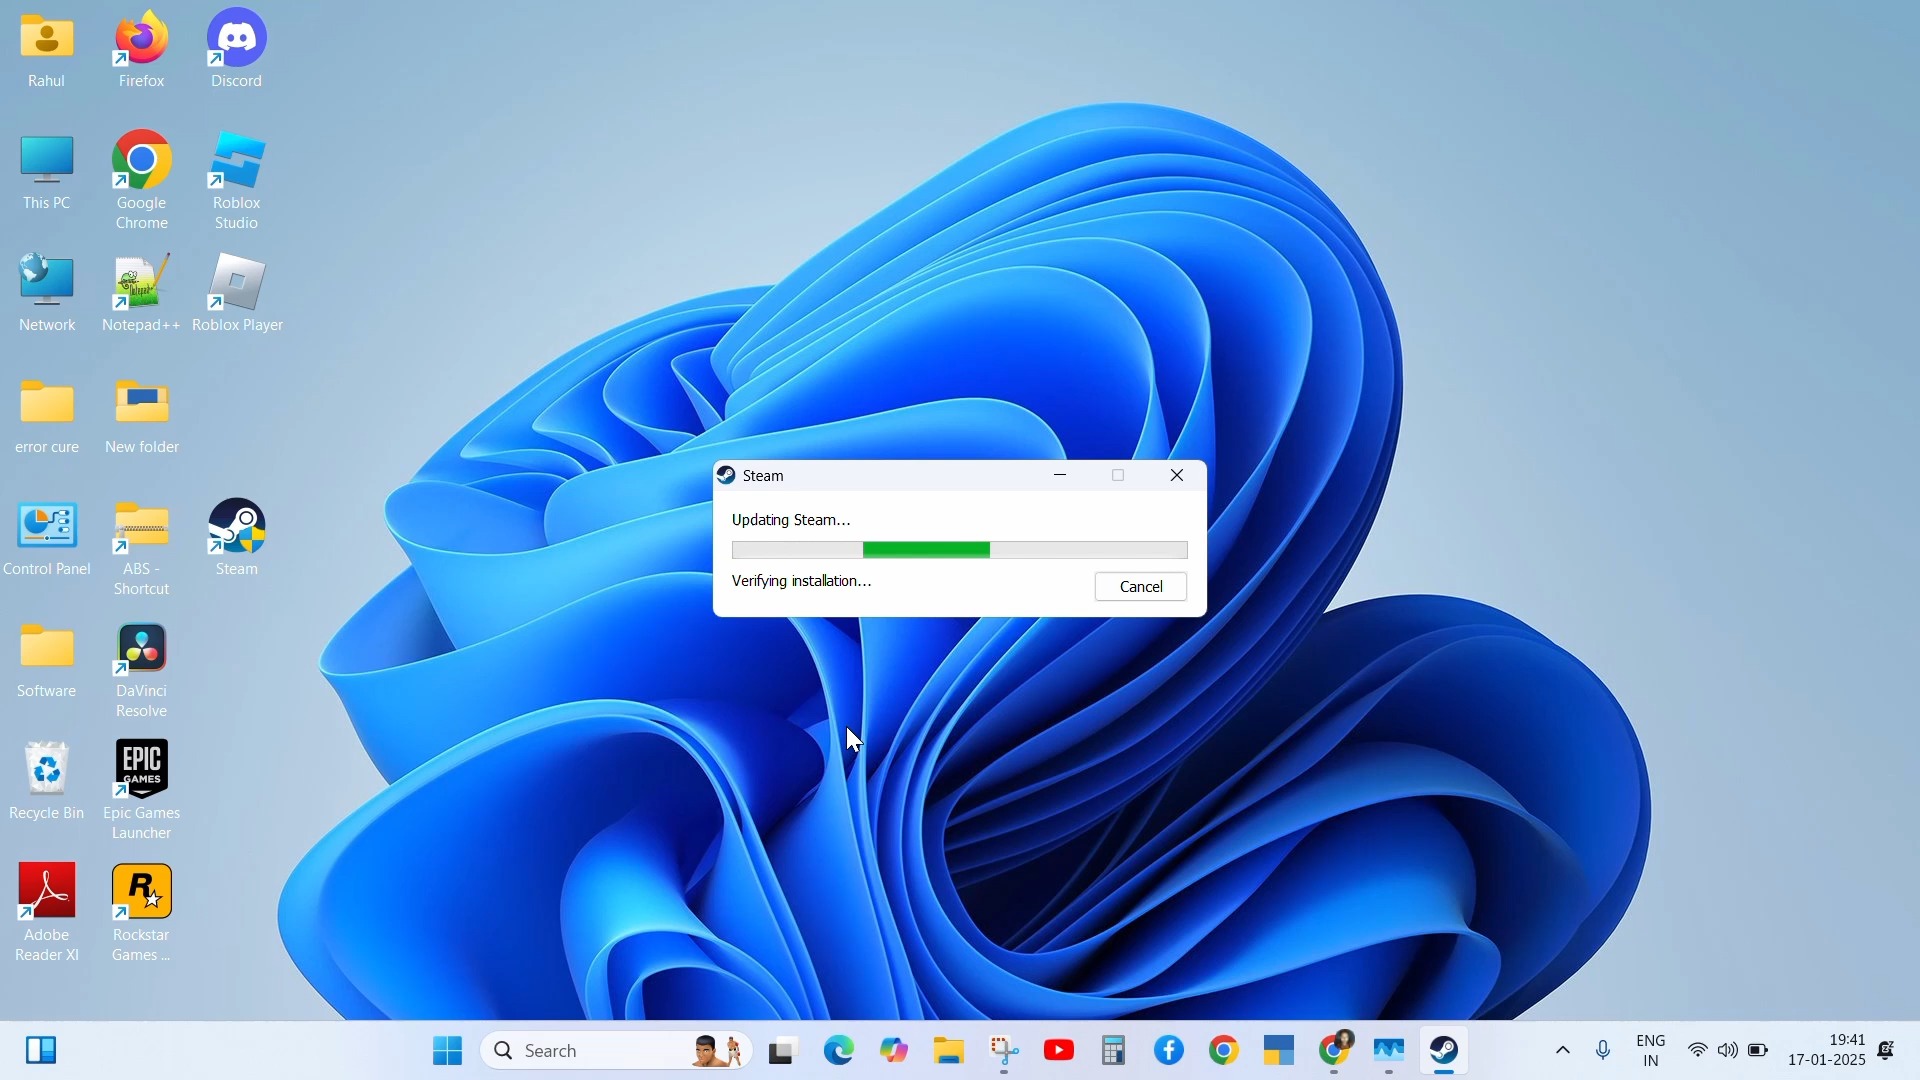 Rahul
Firefox
Discord
This PC
Google
Chrome
Roblox
Studio
Network
Notepad++
Roblox Player
error cure
New folder
Control Panel
ABS -
Shortcut
Steam
Software
DaVinci
Resolve
Recycle Bin
EPIC
GAMES
Epic Games
Launcher
Adobe
Reader XI
R
Rockstar
Games ...
Steam
Updating Steam...
Verifying installation...
Cancel
Search
ENG
IN
19:41
17-01-2025